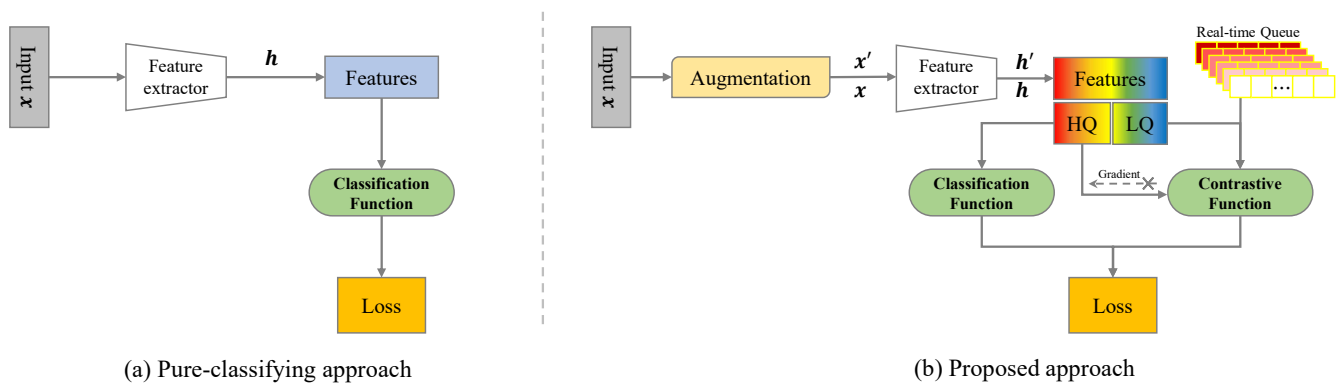 Input x
Feature
extractor
h
Features
Classification
Function
Loss
(a) Pure-classifying approach
Input x
Augmentation
x′
x
Feature
extractor
h′
h
Features
HQ
LQ
Real-time Queue
...
Gradient
Classification
Function
Contrastive
Function
Loss
(b) Proposed approach